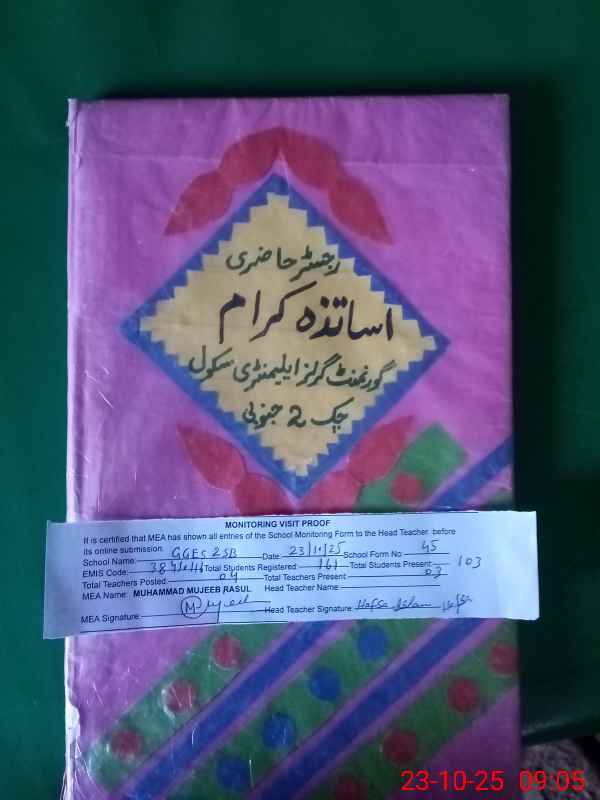 رجسٹر حاضری
اساتذہ کرام
گورنمنٹ گرلز ایلیمنٹری سکول
چک 2 جنوبی
MONITORING VISIT PROOF
It is certified that MEA has shown all entries of the School Monitoring Form to the Head Teacher before
its online submission.
School Name: GGES 2SB Date 23/10/25 School Form No: 45
EMIS Code: Total Students Registered 161 Total Students Present 103
Total Teachers Posted 04 Total Teachers Present 03
MEA Name: MUHAMMAD MUJEEB RASUL Head Teacher Name:
MEA Signature Mujeeb Head Teacher Signature Hafsa
23-10-25 09:05